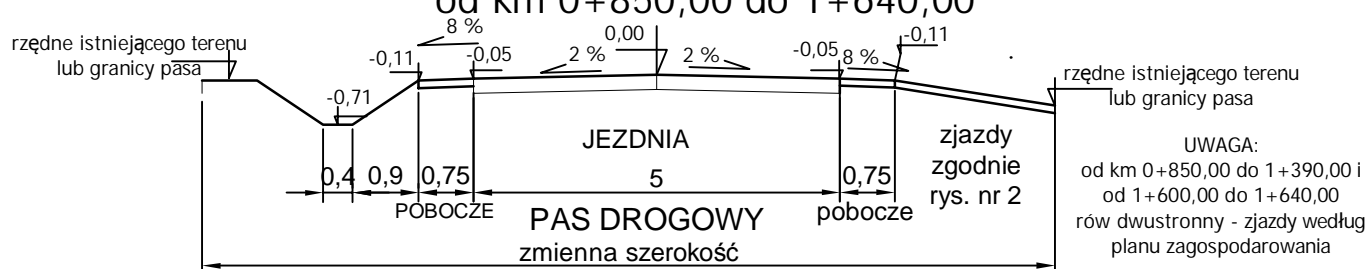 od km 0+850,00 do 1+640,00
rzędne istniejącego terenu
lub granicy pasa
8 %
-0,11
-0,05
2 %
0,00
2 %
-0,05
8 %
-0,11
rzędne istniejącego terenu
lub granicy pasa
-0,71
JEZDNIA
zjazdy
zgodnie
rys. nr 2
UWAGA:
od km 0+850,00 do 1+390,00 i
od 1+600,00 do 1+640,00
rów dwustronny - zjazdy według
planu zagospodarowania
0,4
0,9
0,75
5
0,75
POBOCZE
PAS DROGOWY
pobocze
zmienna szerokość